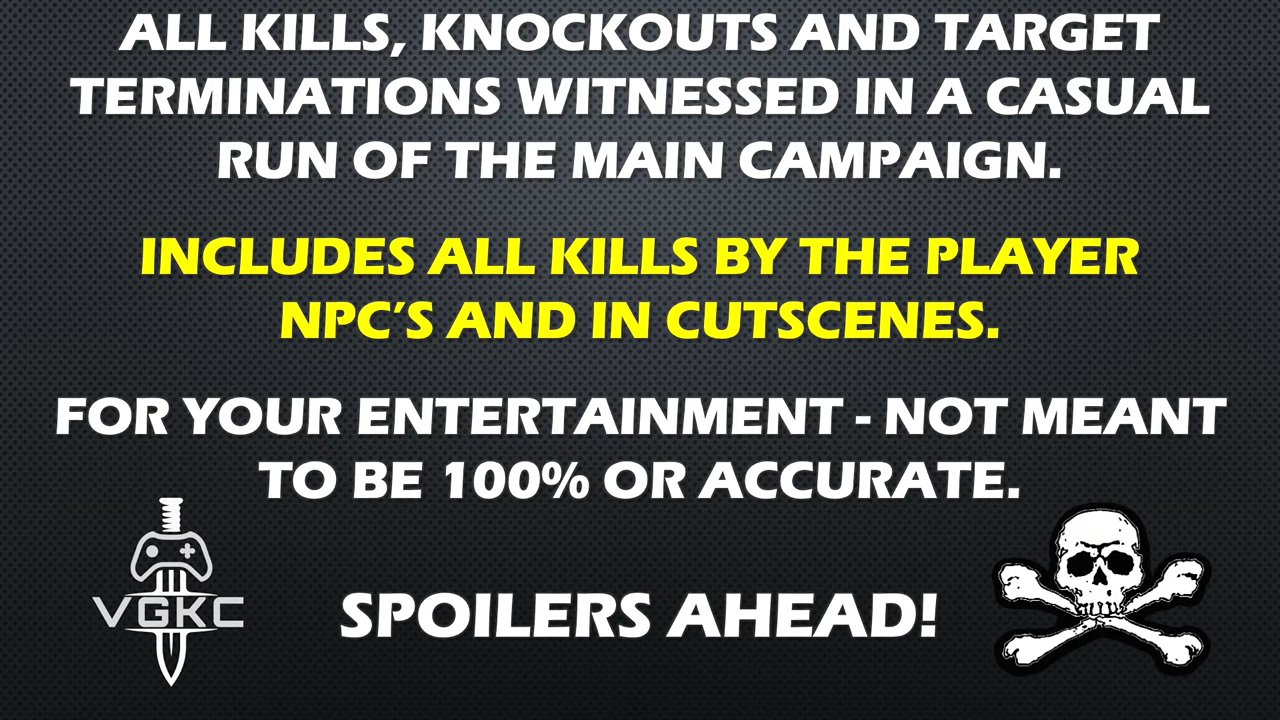 ALL KILLS, KNOCKOUTS AND TARGET
TERMINATIONS WITNESSED IN A CASUAL
RUN OF THE MAIN CAMPAIGN.
INCLUDES ALL KILLS BY THE PLAYER
NPC'S AND IN CUTSCENES.
FOR YOUR ENTERTAINMENT - NOT MEANT
TO BE 100% OR ACCURATE.
VGKC
SPOILERS AHEAD!